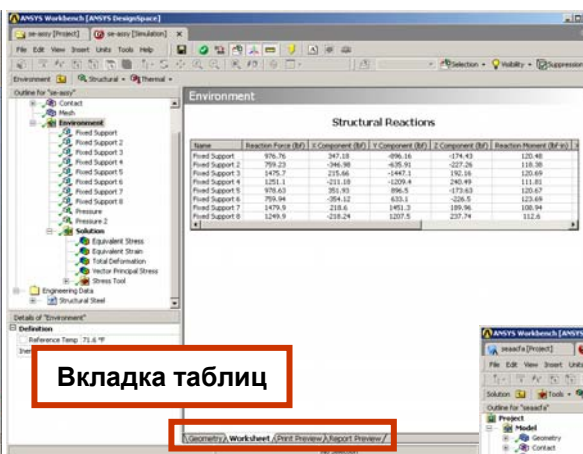 ANSYS Workbench [ANSYS DesignSpace]
se-assy [Project] se-assy [Simulation]
File Edit View Insert Units Tools Help
Selection Visibility Suppression
Environment Structural Thermal
Outline for "se-assy"
Contact
Mesh
Environment
Fixed Support
Fixed Support 2
Fixed Support 3
Fixed Support 4
Fixed Support 5
Fixed Support 6
Fixed Support 7
Fixed Support 8
Pressure
Pressure 2
Solution
Equivalent Stress
Equivalent Strain
Total Deformation
Vector Principal Stress
Stress Tool
Engineering Data
Structural Steel
Details of "Environment"
Definition
Reference Temp 71.6 °F
Environment
Structural Reactions
Name Reaction Force (lbf) X Component (lbf) Y Component (lbf) Z Component (lbf) Reaction Moment (lbf·in)
Fixed Support 976.76 347.18 -896.16 -174.43 120.48
Fixed Support 2 759.23 -346.98 -635.91 -227.26 118.38
Fixed Support 3 1475.7 215.66 -1447.1 192.16 120.69
Fixed Support 4 1251.1 -211.18 -1209.4 240.49 111.81
Fixed Support 5 978.63 351.93 896.5 -173.63 120.67
Fixed Support 6 759.94 -354.12 633.1 -226.5 123.69
Fixed Support 7 1479.9 218.6 1451.3 189.96 108.94
Fixed Support 8 1249.9 -218.24 1207.5 237.74 112.6
Вкладка таблиц
Geometry Worksheet Print Preview Report Preview
No Selection
ANSYS Workbench [ANSYS
[Project]
File Edit View Insert Units
Solution Tools
Project
Model
Geometry
Contact